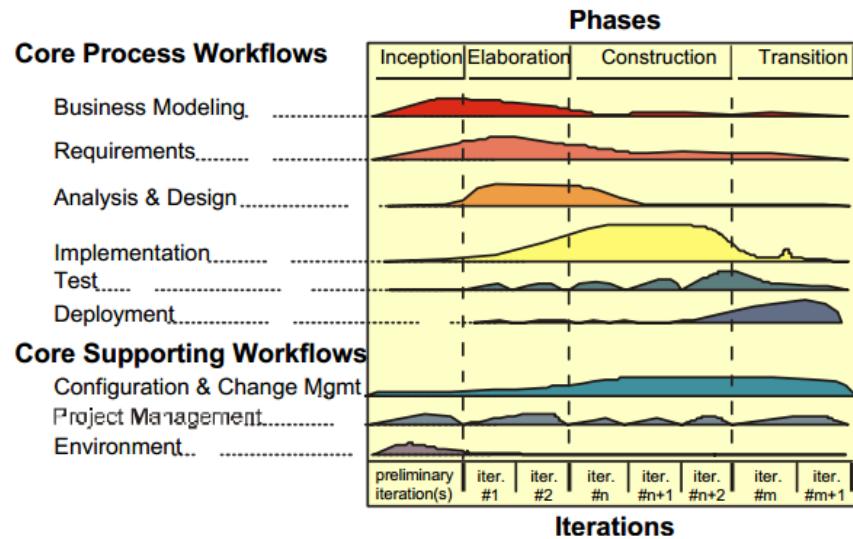 Phases
Core Process Workflows
Inception Elaboration Construction Transition
Business Modeling
Requirements
Analysis & Design
Implementation
Test
Deployment
Core Supporting Workflows
Configuration & Change Mgmt
Project Management
Environment
preliminary iteration(s)
iter. #1
iter. #2
iter. #n
iter. #n+1
iter. #n+2
iter. #m
iter. #m+1
Iterations